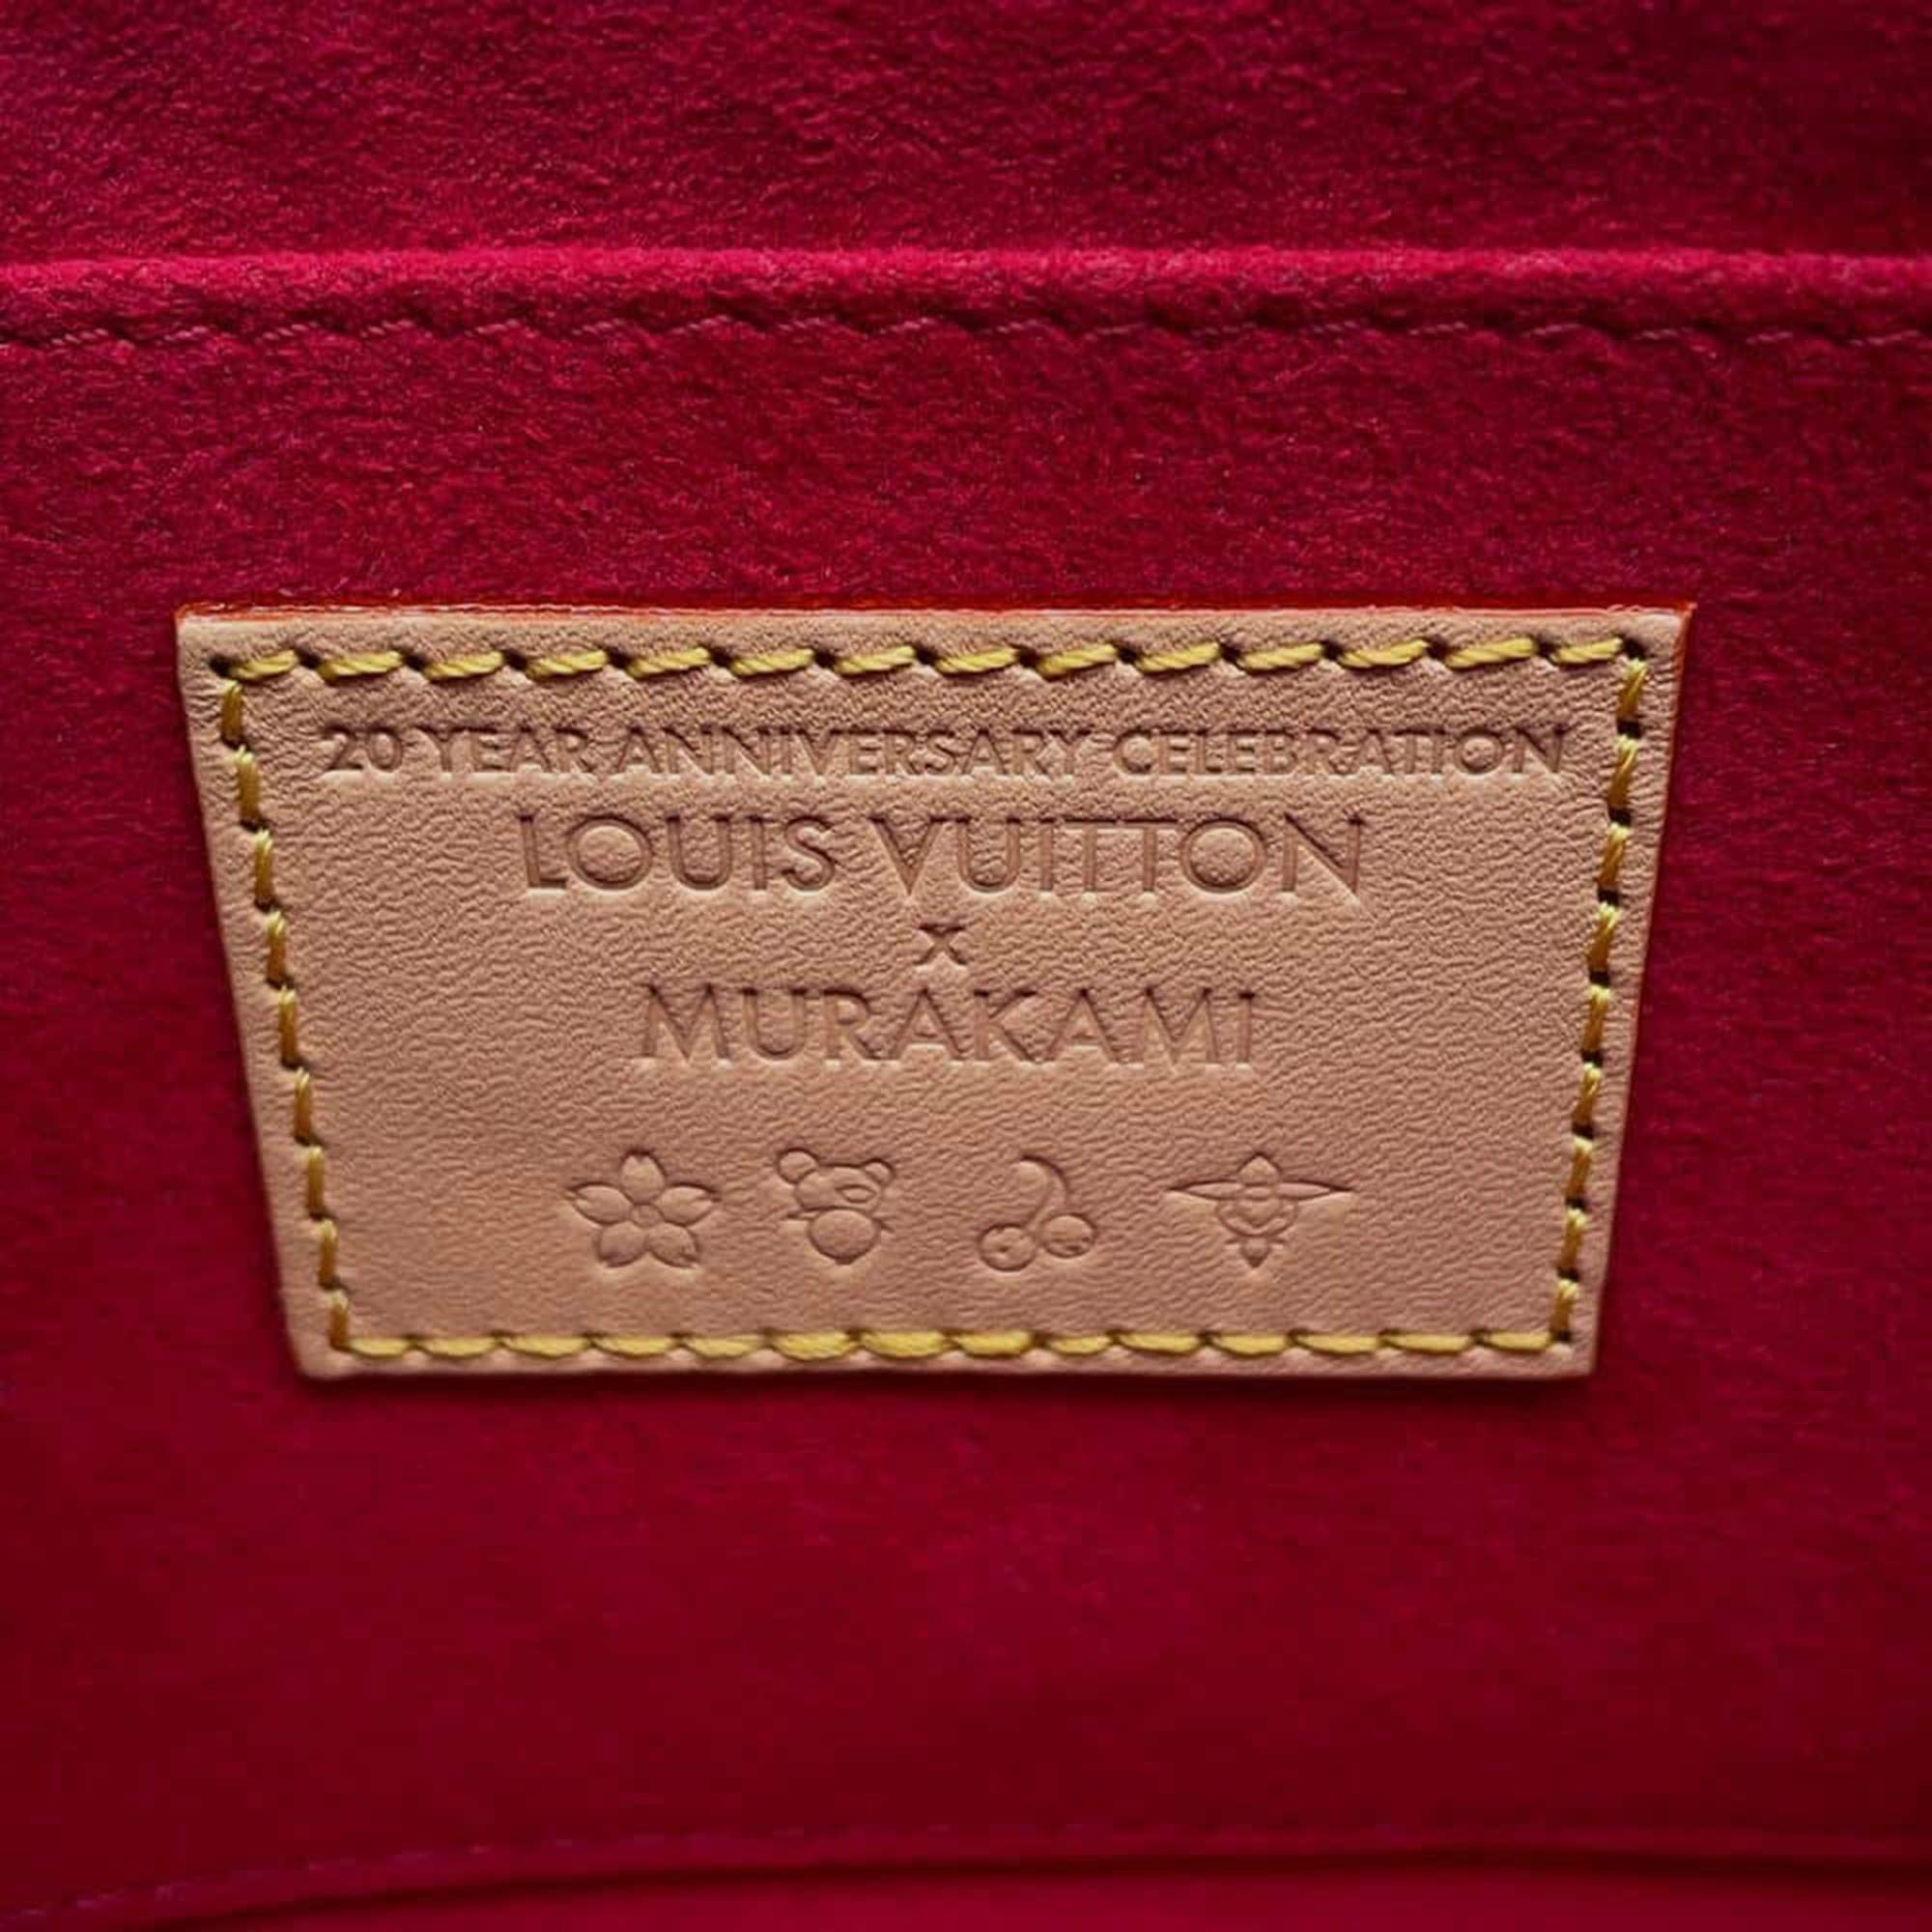 20 YEAR ANNIVERSARY CELEBRATION
LOUIS VUITTON
x
MURAKAMI